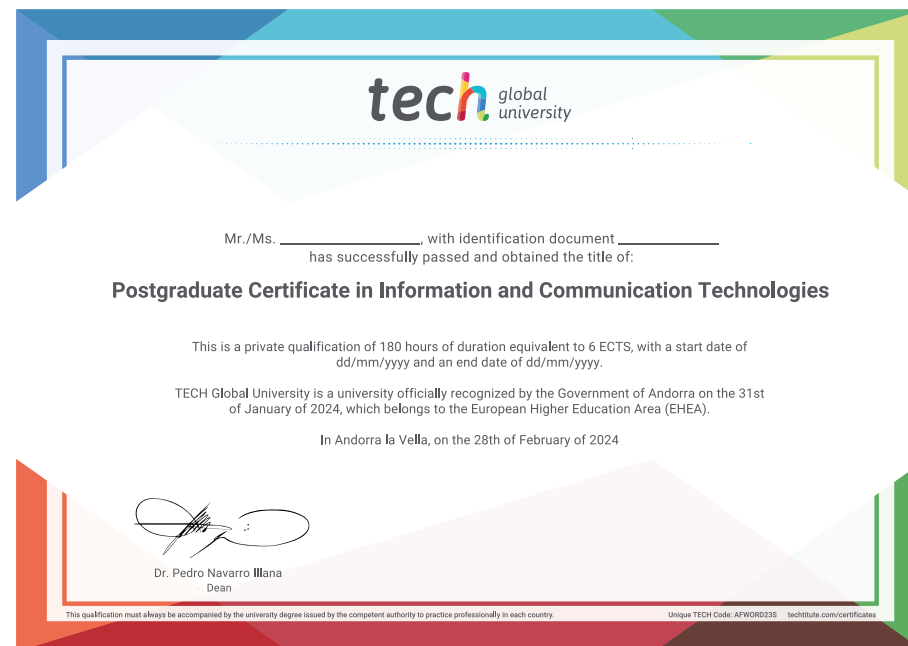 tech global university
Mr./Ms. ____________________, with identification document ______________
has successfully passed and obtained the title of:
Postgraduate Certificate in Information and Communication Technologies
This is a private qualification of 180 hours of duration equivalent to 6 ECTS, with a start date of
dd/mm/yyyy and an end date of dd/mm/yyyy.
TECH Global University is a university officially recognized by the Government of Andorra on the 31st
of January of 2024, which belongs to the European Higher Education Area (EHEA).
In Andorra la Vella, on the 28th of February of 2024
Dr. Pedro Navarro Illana
Dean
This qualification must always be accompanied by the university degree issued by the competent authority to practice professionally in each country.
Unique TECH Code: AFWORD23S techtitute.com/certificates